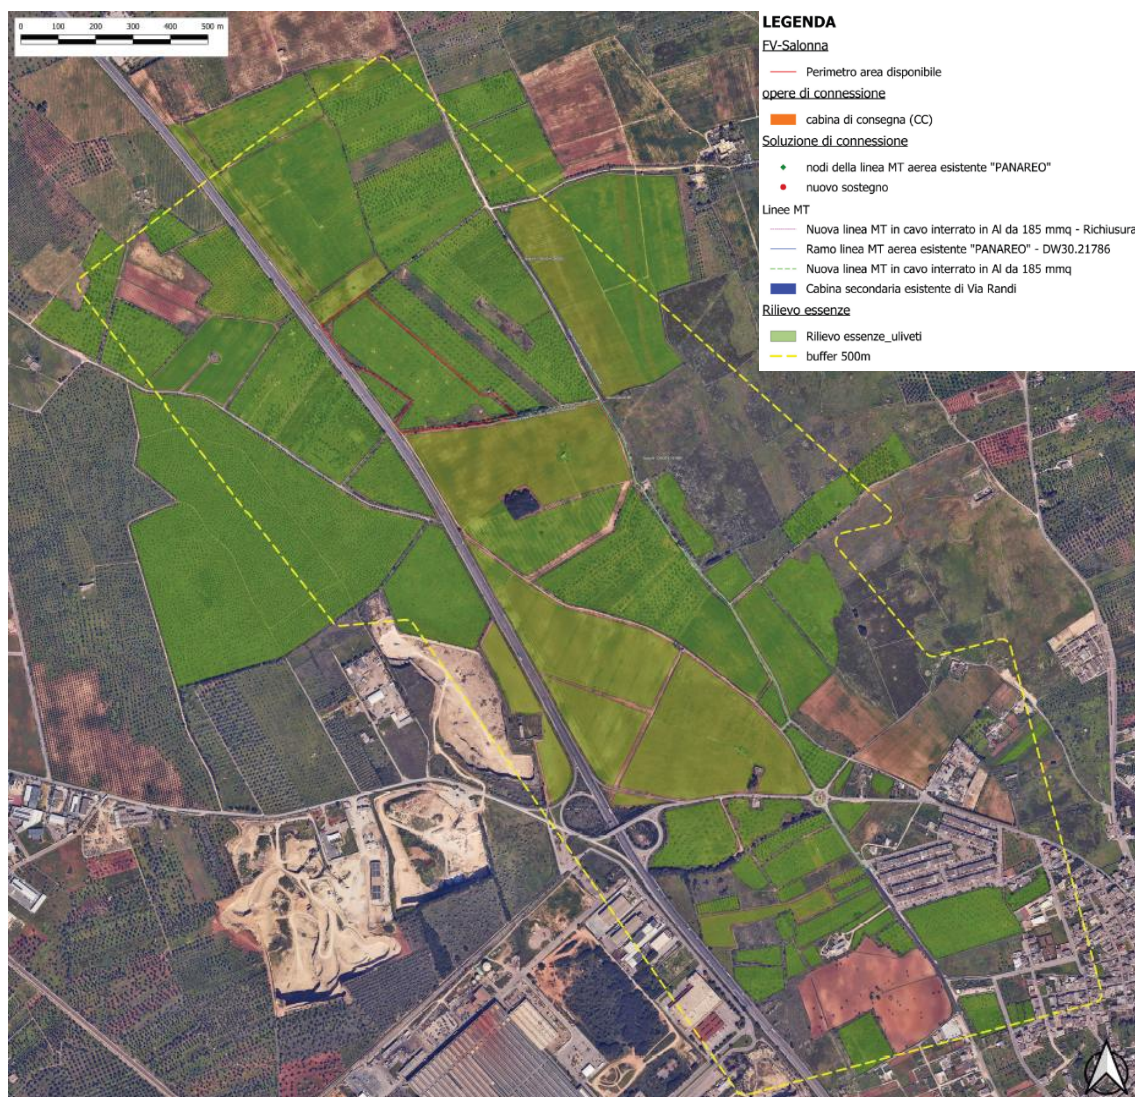 0 100 200 300 400 500 m
LEGENDA
FV-Salonna
Perimetro area disponibile
opere di connessione
cabina di consegna (CC)
Soluzione di connessione
nodi della linea MT aerea esistente "PANAREO"
nuovo sostegno
Linee MT
Nuova linea MT in cavo interrato in Al da 185 mmq - Richiusura
Ramo linea MT aerea esistente "PANAREO" - DW30.21786
Nuova linea MT in cavo interrato in Al da 185 mmq
Cabina secondaria esistente di Via Randi
Rilievo essenze
Rilievo essenze_uliveti
buffer 500m